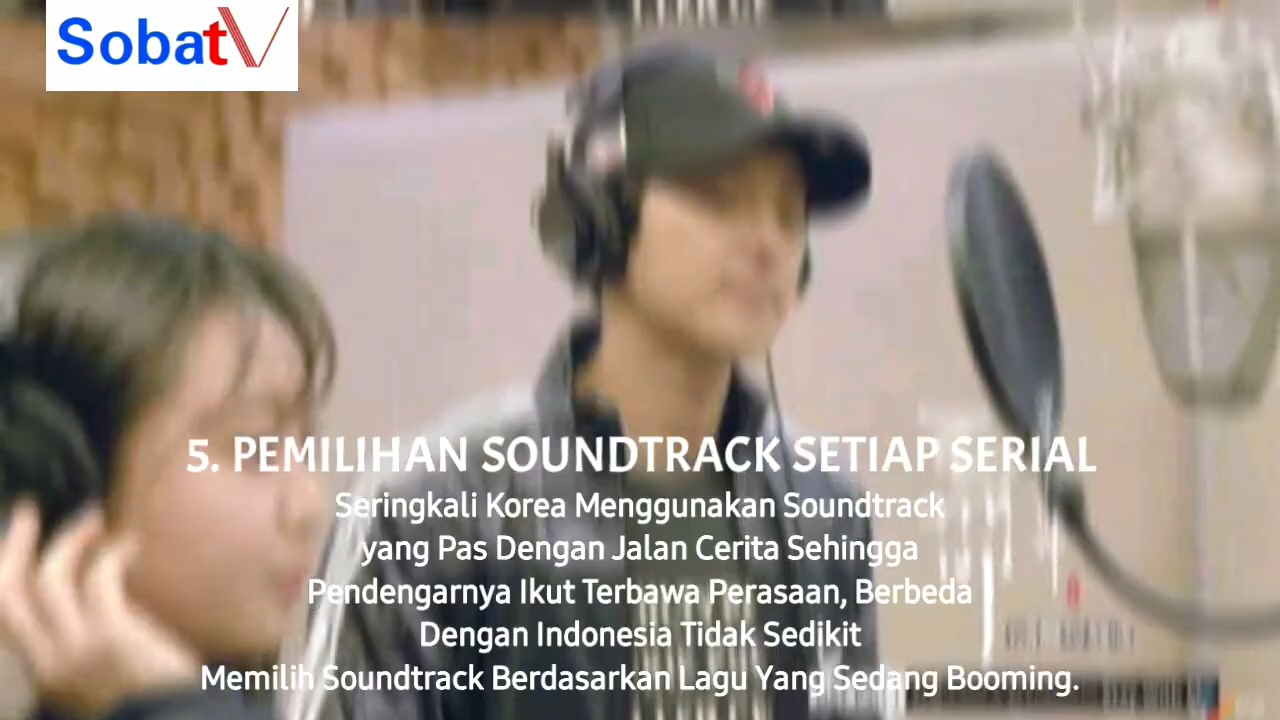 SobatV
5. PEMILIHAN SOUNDTRACK SETIAP SERIAL
Seringkali Korea Menggunakan Soundtrack
yang Pas Dengan Jalan Cerita Sehingga
Pendengarnya Ikut Terbawa Perasaan, Berbeda
Dengan Indonesia Tidak Sedikit
Memilih Soundtrack Berdasarkan Lagu Yang Sedang Booming.